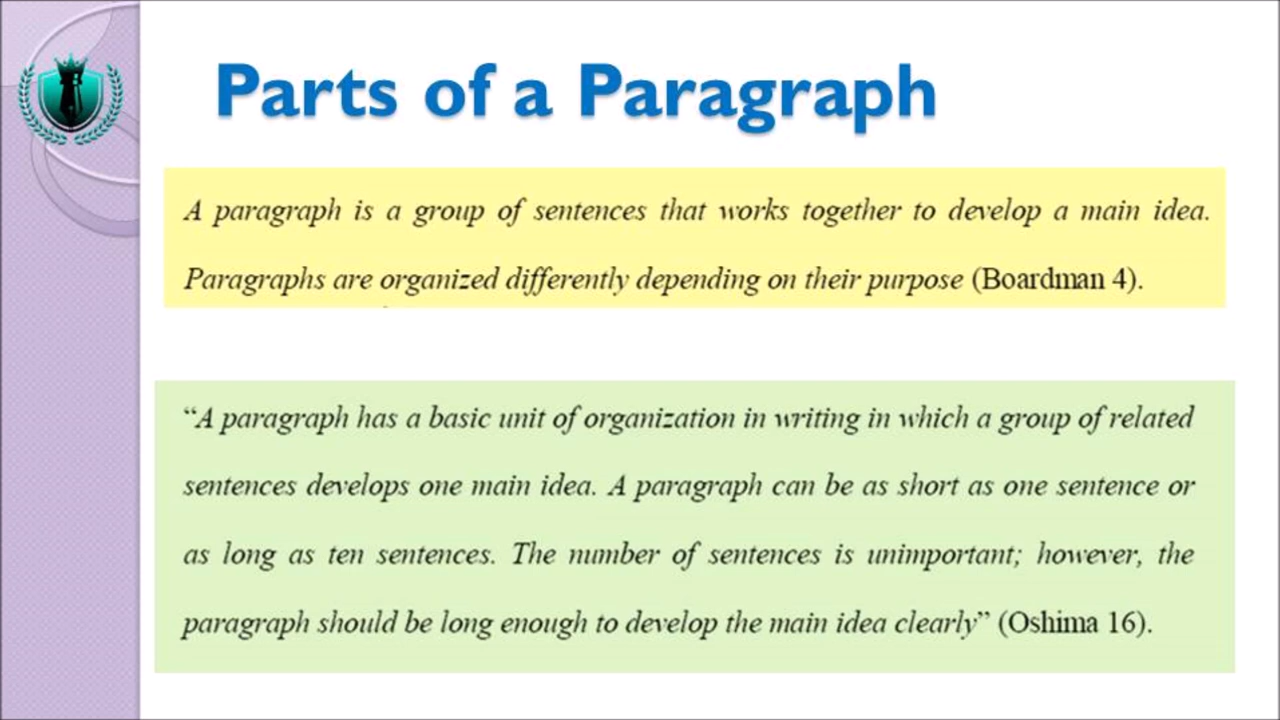 Parts of a Paragraph
A paragraph is a group of sentences that works together to develop a main idea.
Paragraphs are organized differently depending on their purpose (Boardman 4).
“A paragraph has a basic unit of organization in writing in which a group of related
sentences develops one main idea. A paragraph can be as short as one sentence or
as long as ten sentences. The number of sentences is unimportant; however, the
paragraph should be long enough to develop the main idea clearly” (Oshima 16).